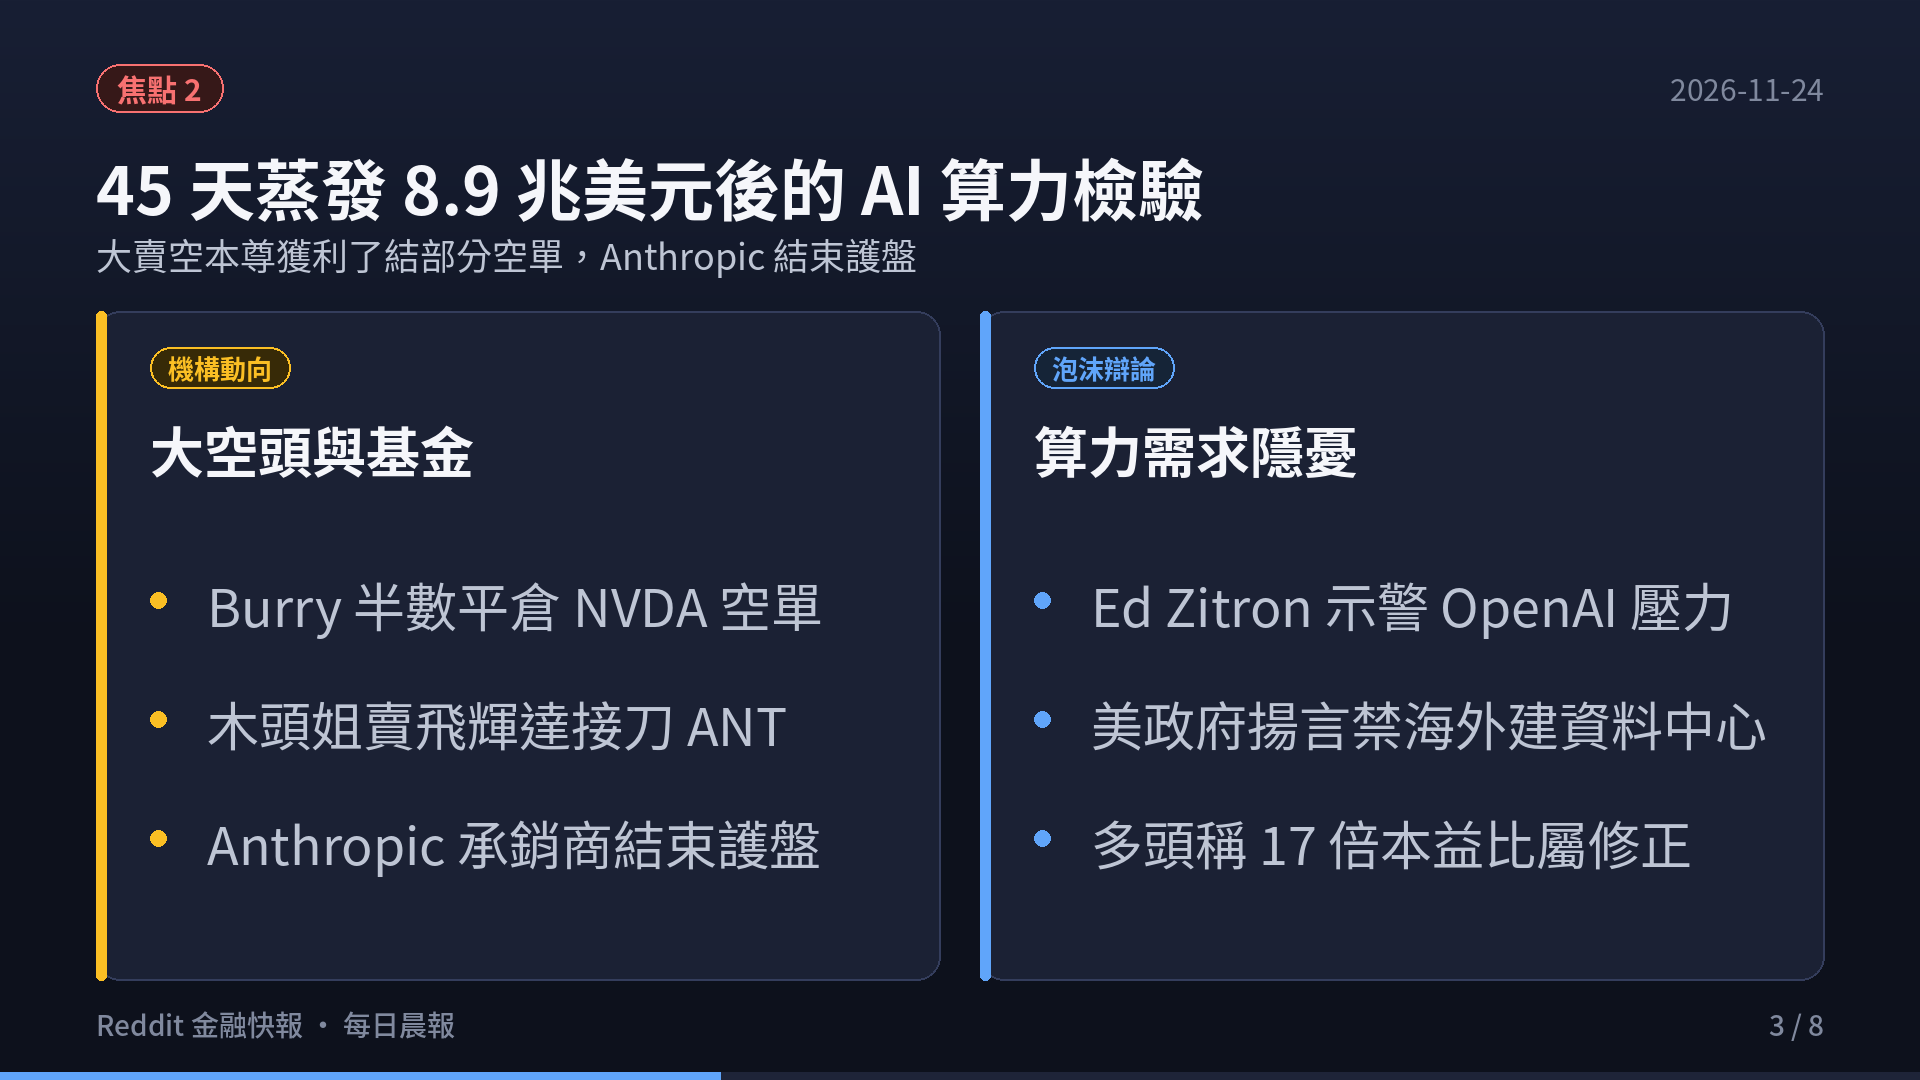 焦點 2
2026-11-24
45 天蒸發 8.9 兆美元後的 AI 算力檢驗
大賣空本尊獲利了結部分空單，Anthropic 結束護盤
機構動向
大空頭與基金
Burry 半數平倉 NVDA 空單
木頭姐賣飛輝達接刀 ANT
Anthropic 承銷商結束護盤
泡沫辯論
算力需求隱憂
Ed Zitron 示警 OpenAI 壓力
美政府揚言禁海外建資料中心
多頭稱 17 倍本益比屬修正
Reddit 金融快報 • 每日晨報
3 / 8